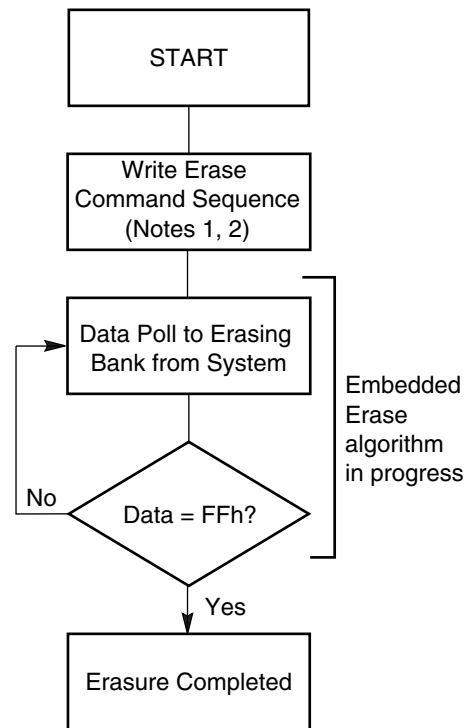 START
Write Erase
Command Sequence
(Notes 1, 2)
Data Poll to Erasing
Bank from System
Embedded
Erase
algorithm
in progress
No
Data = FFh?
Yes
Erasure Completed